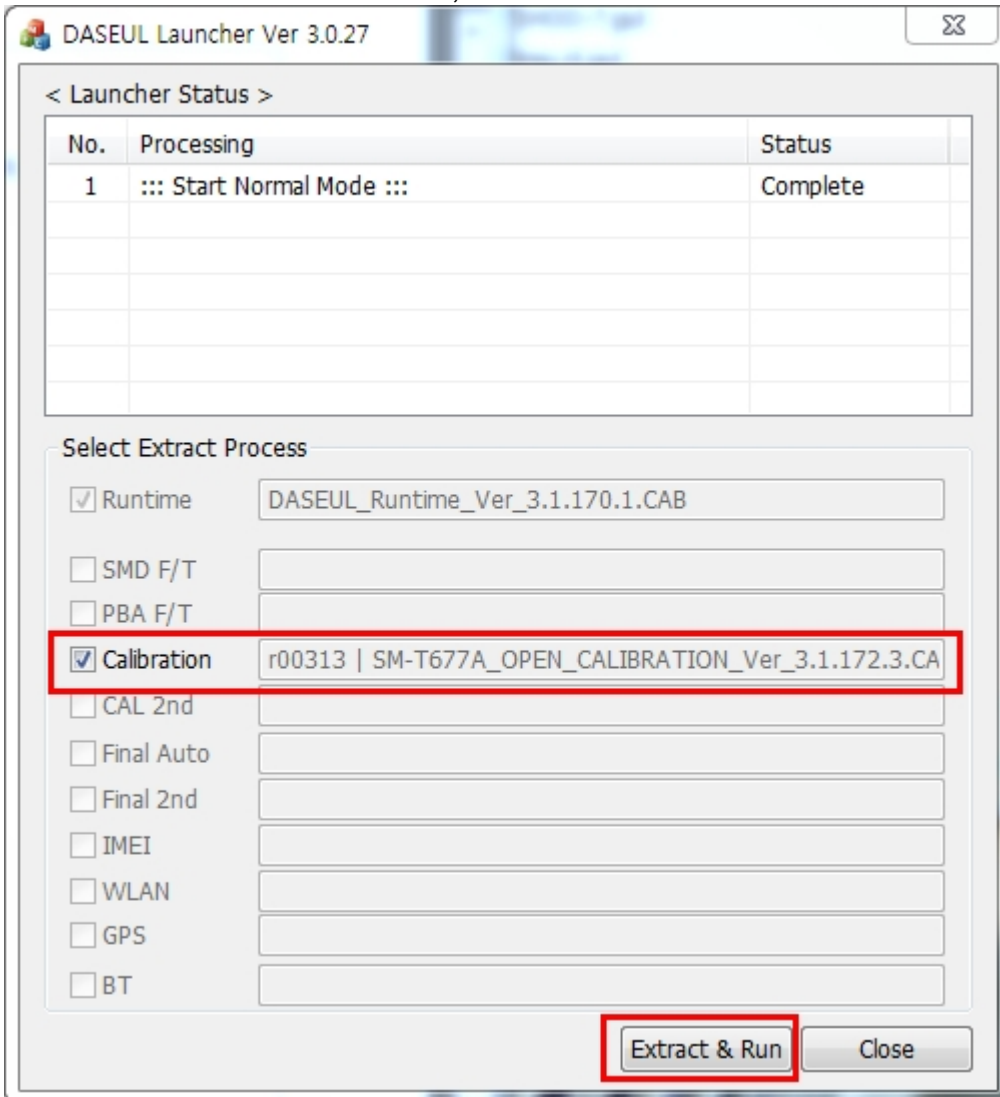 DASEUL Launcher Ver 3.0.27
< Launcher Status >
No. Processing Status
1 ::: Start Normal Mode ::: Complete
Select Extract Process
Runtime DASEUL_Runtime_Ver_3.1.170.1.CAB
SMD F/T
PBA F/T
Calibration r00313 | SM-T677A_OPEN_CALIBRATION_Ver_3.1.172.3.CA
CAL 2nd
Final Auto
Final 2nd
IMEI
WLAN
GPS
BT
Extract & Run Close